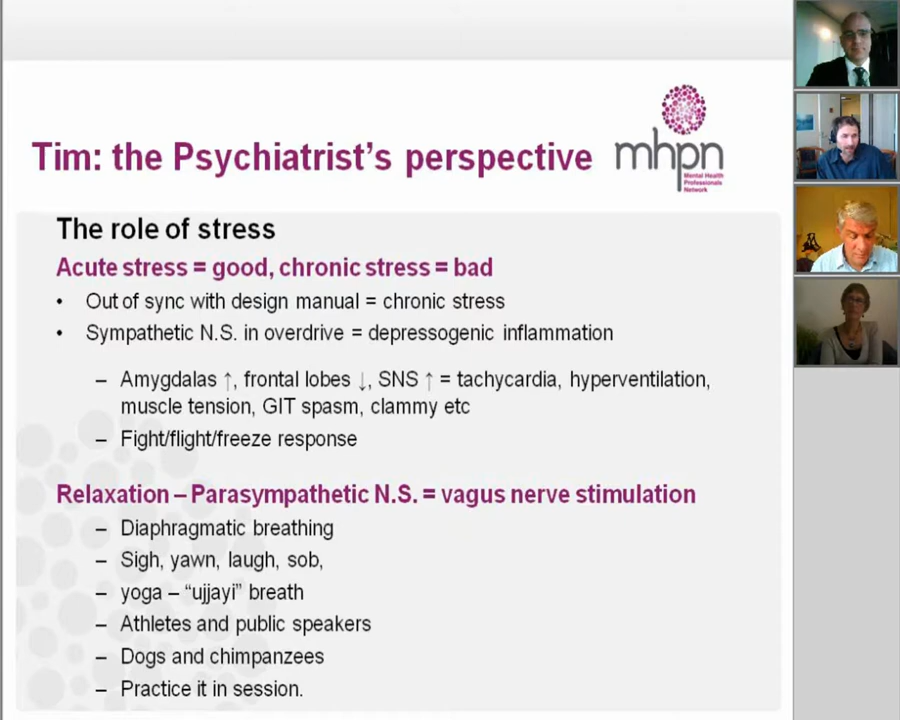 Tim: the Psychiatrist's perspective
mhpn
Mental Health
Professionals
Network
The role of stress
Acute stress = good, chronic stress = bad
• Out of sync with design manual = chronic stress
• Sympathetic N.S. in overdrive = depressogenic inflammation
– Amygdalas ↑, frontal lobes ↓, SNS ↑ = tachycardia, hyperventilation,
muscle tension, GIT spasm, clammy etc
– Fight/flight/freeze response
Relaxation – Parasympathetic N.S. = vagus nerve stimulation
– Diaphragmatic breathing
– Sigh, yawn, laugh, sob,
– yoga – “ujjayi” breath
– Athletes and public speakers
– Dogs and chimpanzees
– Practice it in session.